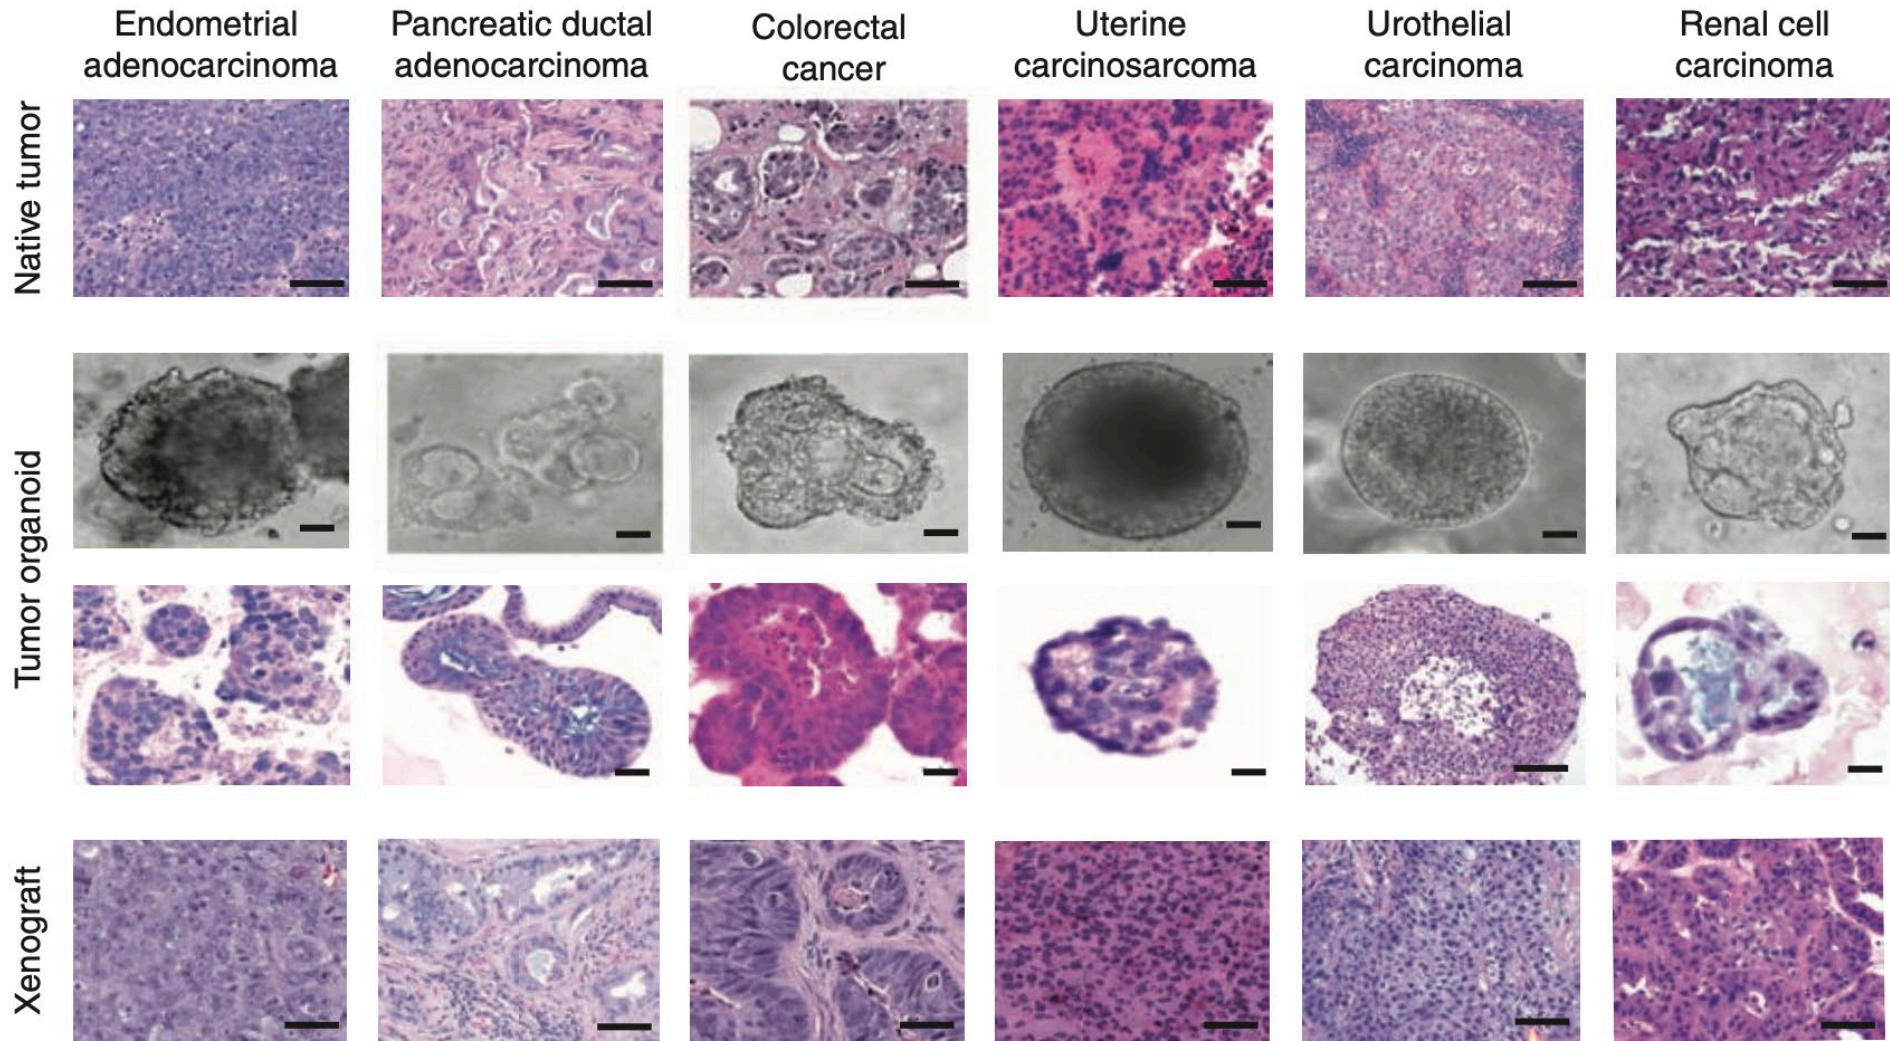 Endometrial
adenocarcinoma
Pancreatic ductal
adenocarcinoma
Colorectal
cancer
Uterine
carcinosarcoma
Urothelial
carcinoma
Renal cell
carcinoma
Native tumor
Tumor organoid
Xenograft